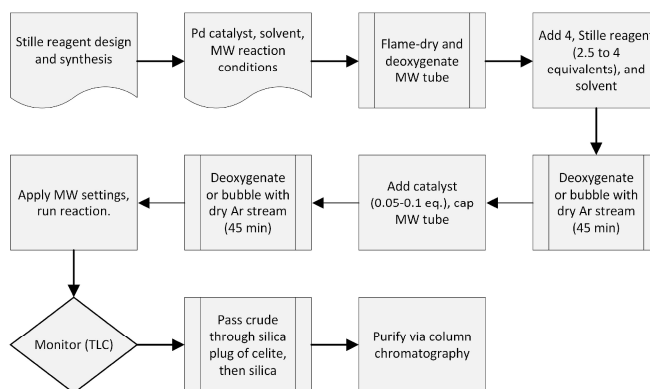 Stille reagent design
and synthesis
Pd catalyst, solvent,
MW reaction
conditions
Flame-dry and
deoxygenate
MW tube
Add 4, Stille reagent
(2.5 to 4
equivalents), and
solvent
Deoxygenate
or bubble with
dry Ar stream
(45 min)
Add catalyst
(0.05-0.1 eq.), cap
MW tube
Deoxygenate
or bubble with
dry Ar stream
(45 min)
Apply MW settings,
run reaction.
Monitor (TLC)
Pass crude
through silica
plug of celite,
then silica
Purify via column
chromatography